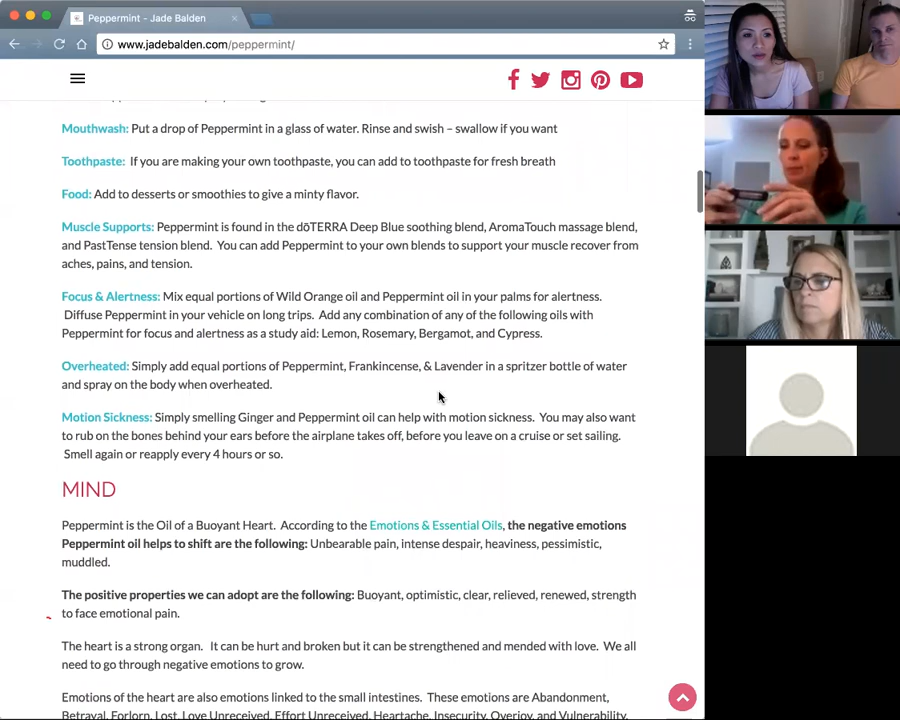 Peppermint - Jade Balden
www.jadebalden.com/peppermint/
Mouthwash: Put a drop of Peppermint in a glass of water. Rinse and swish – swallow if you want
Toothpaste: If you are making your own toothpaste, you can add to toothpaste for fresh breath
Food: Add to desserts or smoothies to give a minty flavor.
Muscle Supports: Peppermint is found in the dōTERRA Deep Blue soothing blend, AromaTouch massage blend,
and PastTense tension blend. You can add Peppermint to your own blends to support your muscle recover from
aches, pains, and tension.
Focus & Alertness: Mix equal portions of Wild Orange oil and Peppermint oil in your palms for alertness.
Diffuse Peppermint in your vehicle on long trips. Add any combination of any of the following oils with
Peppermint for focus and alertness as a study aid: Lemon, Rosemary, Bergamot, and Cypress.
Overheated: Simply add equal portions of Peppermint, Frankincense, & Lavender in a spritzer bottle of water
and spray on the body when overheated.
Motion Sickness: Simply smelling Ginger and Peppermint oil can help with motion sickness. You may also want
to rub on the bones behind your ears before the airplane takes off, before you leave on a cruise or set sailing.
Smell again or reapply every 4 hours or so.
MIND
Peppermint is the Oil of a Buoyant Heart. According to the Emotions & Essential Oils, the negative emotions
Peppermint oil helps to shift are the following: Unbearable pain, intense despair, heaviness, pessimistic,
muddled.
The positive properties we can adopt are the following: Buoyant, optimistic, clear, relieved, renewed, strength
to face emotional pain.
The heart is a strong organ. It can be hurt and broken but it can be strengthened and mended with love. We all
need to go through negative emotions to grow.
Emotions of the heart are also emotions linked to the small intestines. These emotions are Abandonment,
Betrayal, Forlorn, Lost, Love Unreceived, Effort Unreceived, Heartache, Insecurity, Overjoy, and Vulnerability.